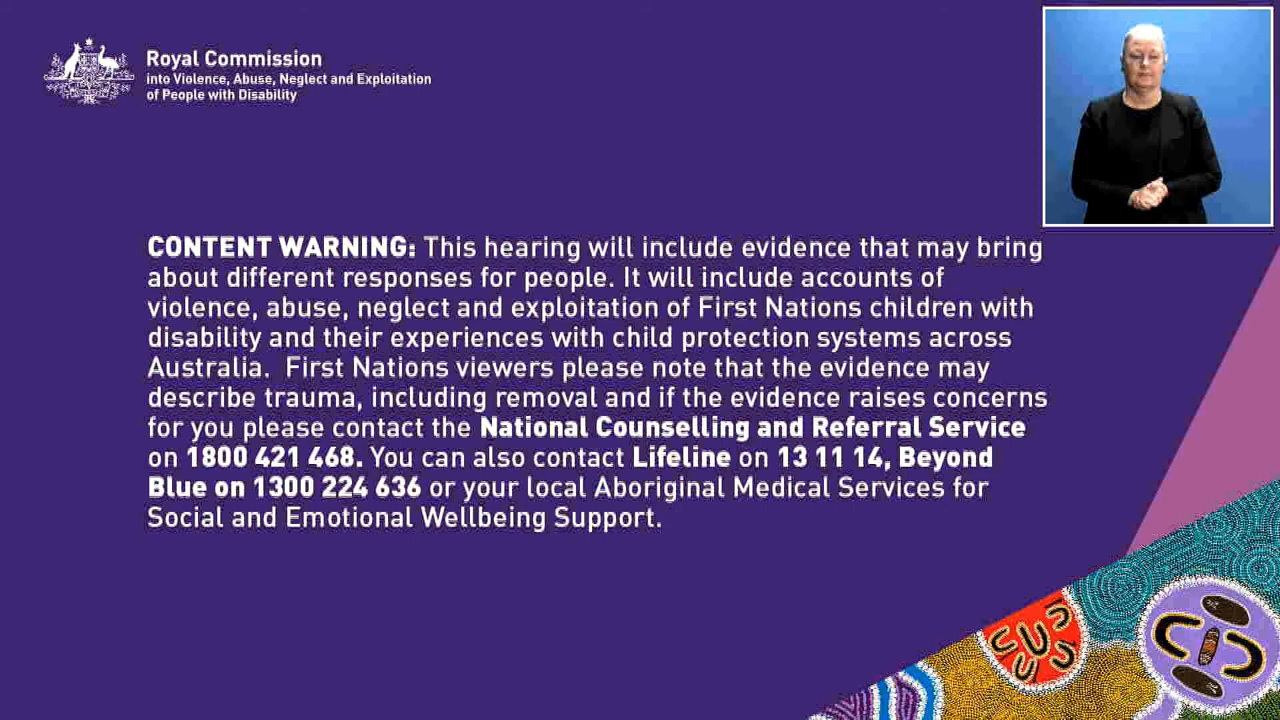 Royal Commission
into Violence, Abuse, Neglect and Exploitation
of People with Disability
CONTENT WARNING: This hearing will include evidence that may bring
about different responses for people. It will include accounts of
violence, abuse, neglect and exploitation of First Nations children with
disability and their experiences with child protection systems across
Australia.  First Nations viewers please note that the evidence may
describe trauma, including removal and if the evidence raises concerns
for you please contact the National Counselling and Referral Service
on 1800 421 468. You can also contact Lifeline on 13 11 14, Beyond
Blue on 1300 224 636 or your local Aboriginal Medical Services for
Social and Emotional Wellbeing Support.